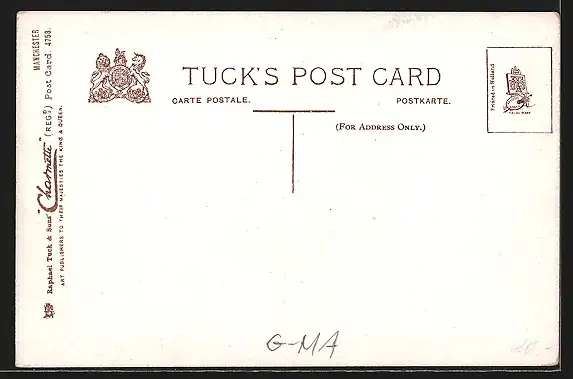 MANCHESTER
Raphael Tuck & Sons' "Charmette" (REGD) Post Card. 4758.
ART PUBLISHERS TO THEIR MAJESTIES THE KING & QUEEN.
TUCK'S POST CARD
CARTE POSTALE. POSTKARTE.
(FOR ADDRESS ONLY.)
Printed in Holland
G-MA